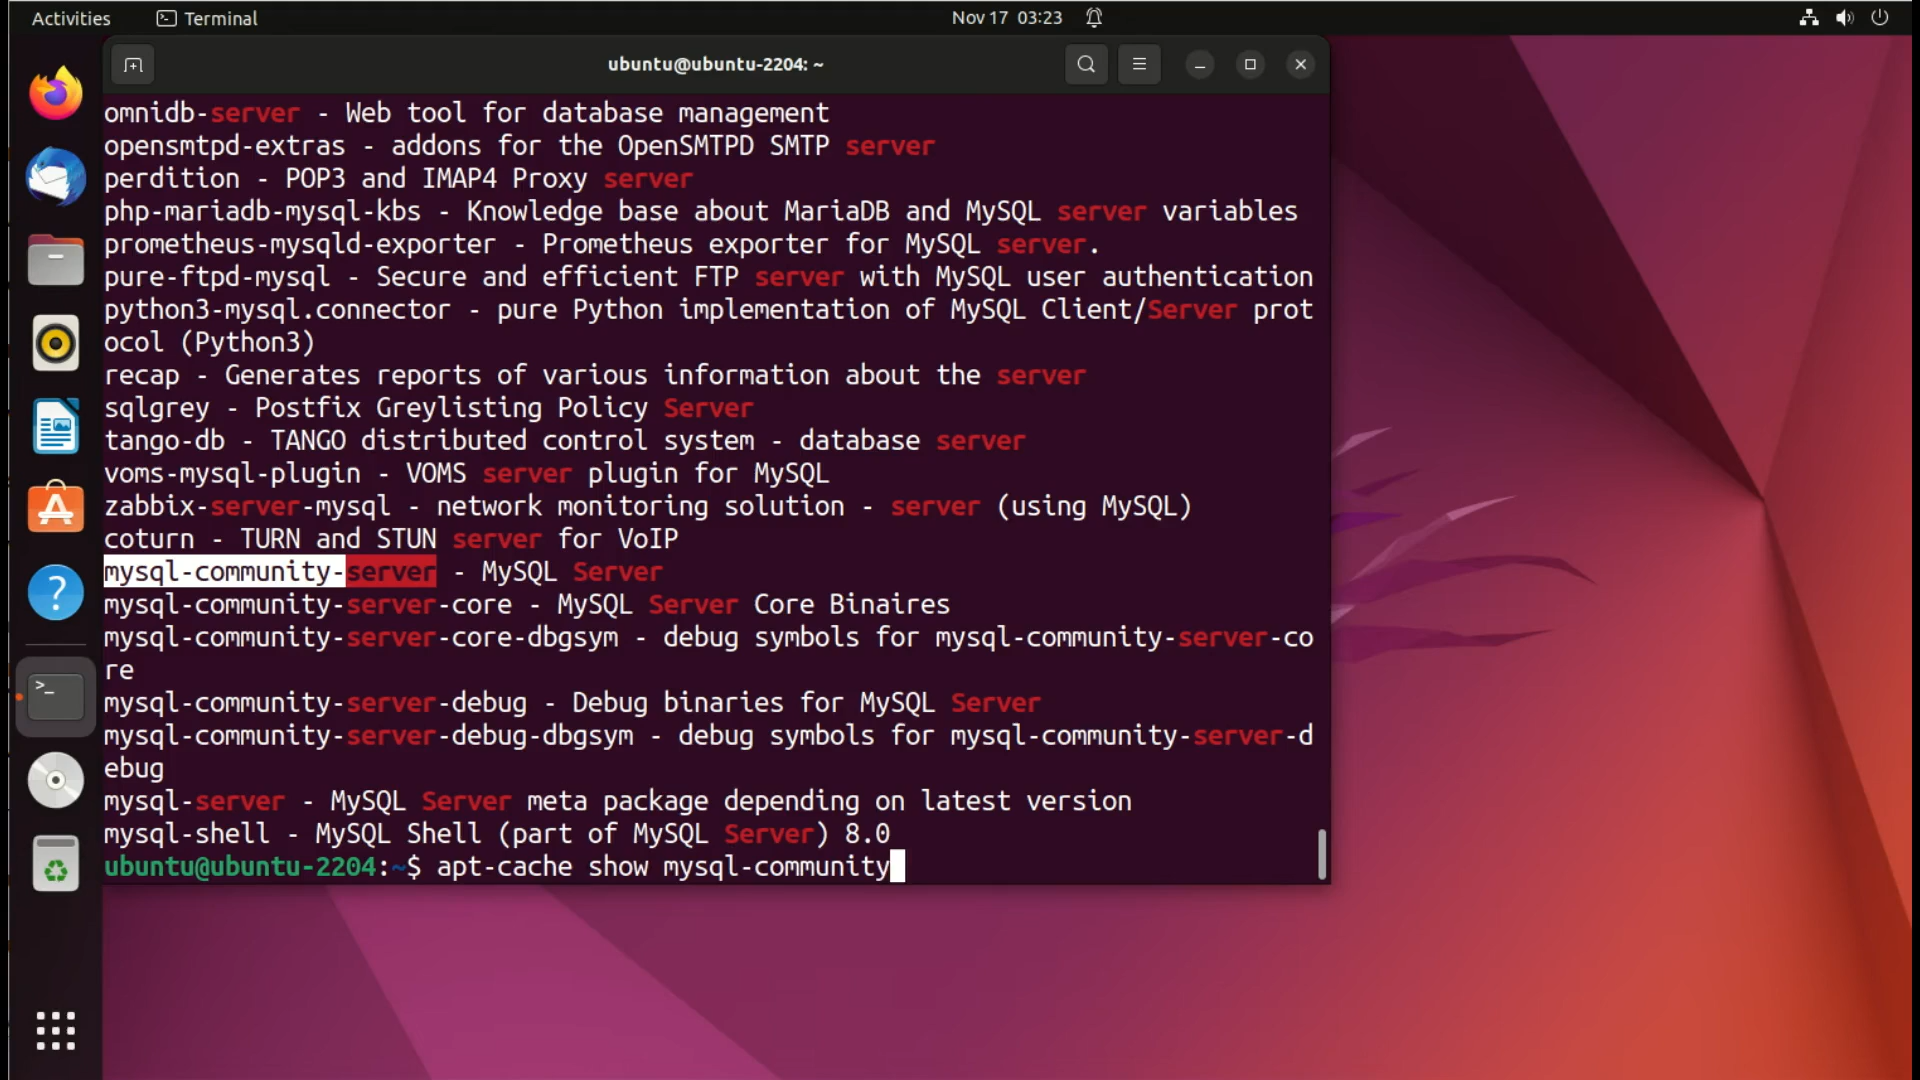 Activities
Terminal
Nov 17 03:23
ubuntu@ubuntu-2204: ~
omnidb-server - Web tool for database management
opensmtpd-extras - addons for the OpenSMTPD SMTP server
perdition - POP3 and IMAP4 Proxy server
php-mariadb-mysql-kbs - Knowledge base about MariaDB and MySQL server variables
prometheus-mysqld-exporter - Prometheus exporter for MySQL server.
pure-ftpd-mysql - Secure and efficient FTP server with MySQL user authentication
python3-mysql.connector - pure Python implementation of MySQL Client/Server prot
ocol (Python3)
recap - Generates reports of various information about the server
sqlgrey - Postfix Greylisting Policy Server
tango-db - TANGO distributed control system - database server
voms-mysql-plugin - VOMS server plugin for MySQL
zabbix-server-mysql - network monitoring solution - server (using MySQL)
coturn - TURN and STUN server for VoIP
mysql-community-server - MySQL Server
mysql-community-server-core - MySQL Server Core Binaires
mysql-community-server-core-dbgsym - debug symbols for mysql-community-server-co
re
mysql-community-server-debug - Debug binaries for MySQL Server
mysql-community-server-debug-dbgsym - debug symbols for mysql-community-server-d
ebug
mysql-server - MySQL Server meta package depending on latest version
mysql-shell - MySQL Shell (part of MySQL Server) 8.0
ubuntu@ubuntu-2204:~$ apt-cache show mysql-community